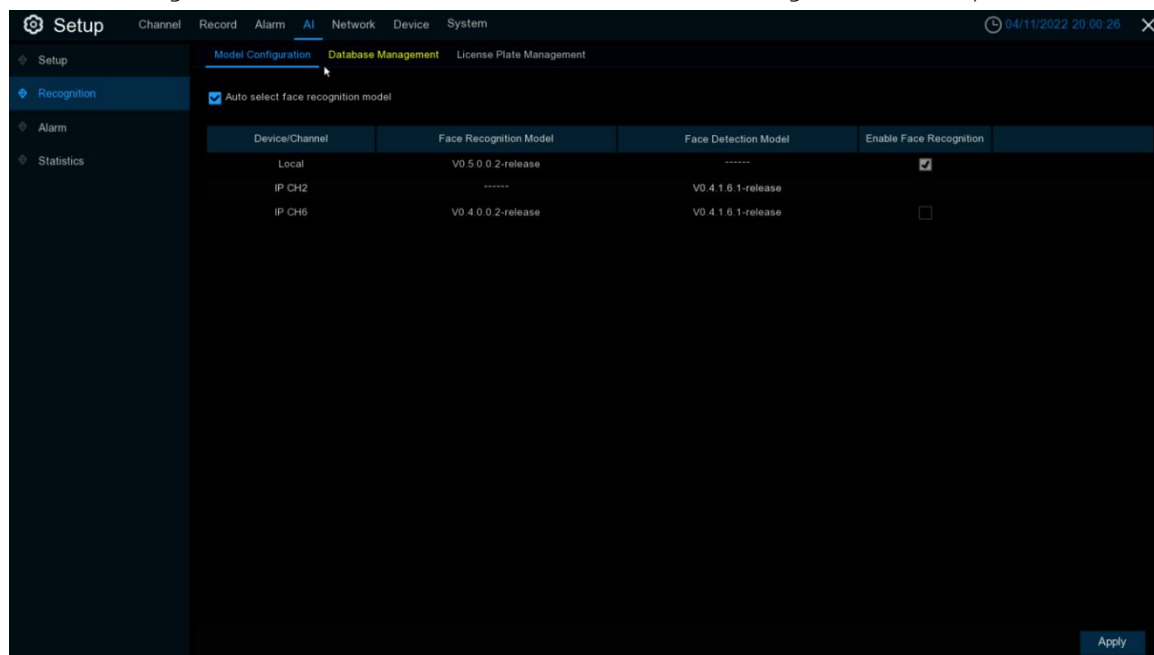 Setup Channel Record Alarm AI Network Device System 04/11/2022 20:00:26
Setup
Recognition
Alarm
Statistics
Model Configuration Database Management License Plate Management
Auto select face recognition model
Device/Channel Face Recognition Model Face Detection Model Enable Face Recognition
Local V0.5.0.0.2-release ------
IP CH2 ------ V0.4.1.6.1-release
IP CH6 V0.4.0.0.2-release V0.4.1.6.1-release
Apply